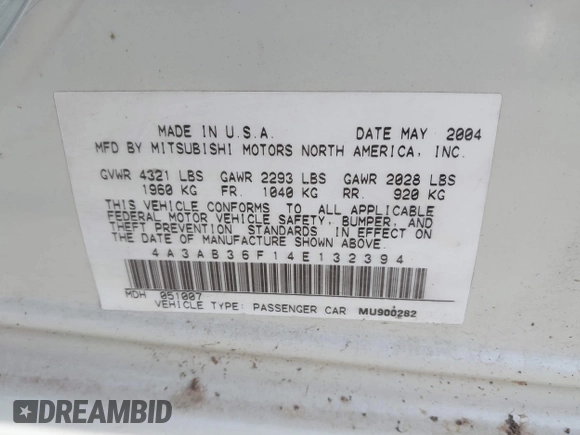 MADE IN U.S.A. DATE MAY 2004
MFD BY MITSUBISHI MOTORS NORTH AMERICA, INC.
GVWR 4321 LBS GAWR 2293 LBS GAWR 2028 LBS
1960 KG FR. 1040 KG RR. 920 KG
THIS VEHICLE CONFORMS TO ALL APPLICABLE
FEDERAL MOTOR VEHICLE SAFETY, BUMPER, AND
THEFT PREVENTION STANDARDS IN EFFECT ON
THE DATE OF MANUFACTURE SHOWN ABOVE.
4A3AB36F14E132394
MDH 051007
VEHICLE TYPE: PASSENGER CAR MU900282
DREAMBID